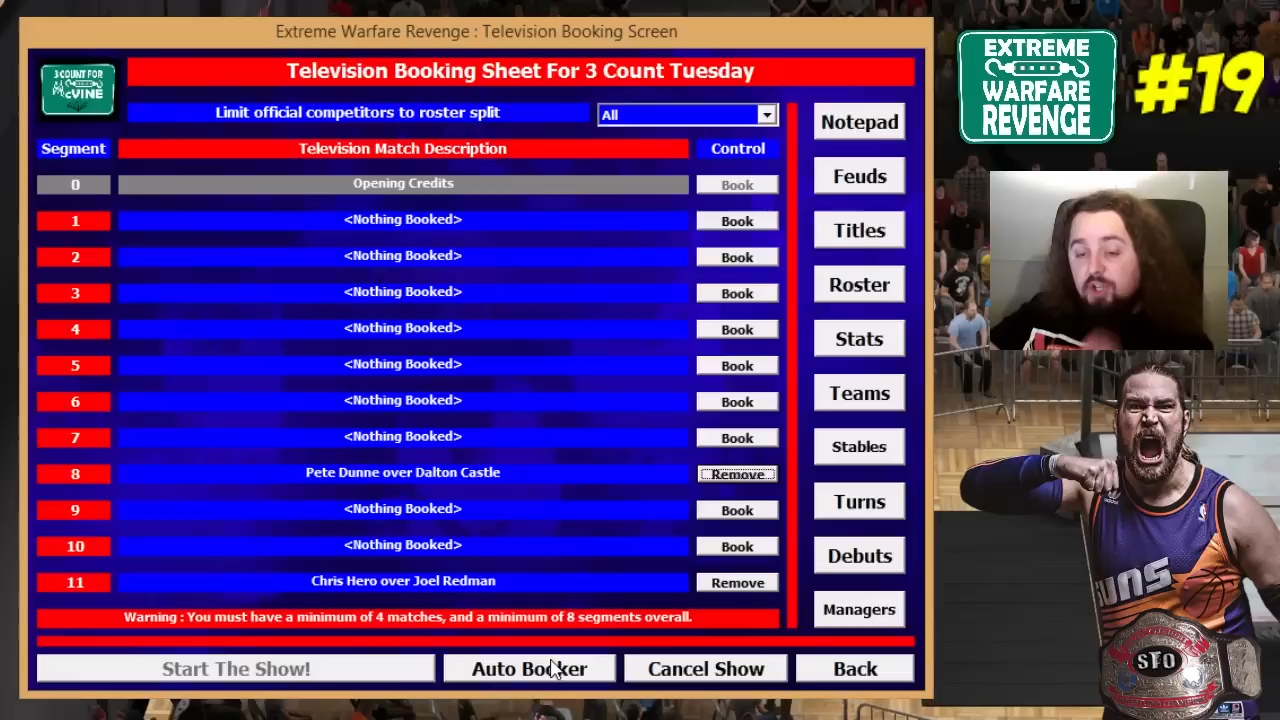 Extreme Warfare Revenge : Television Booking Screen
3 COUNT FOR
cVINE
Television Booking Sheet For 3 Count Tuesday
Limit official competitors to roster split
All
Segment
Television Match Description
Control
0
Opening Credits
Book
1
<Nothing Booked>
Book
2
<Nothing Booked>
Book
3
<Nothing Booked>
Book
4
<Nothing Booked>
Book
5
<Nothing Booked>
Book
6
<Nothing Booked>
Book
7
<Nothing Booked>
Book
8
Pete Dunne over Dalton Castle
Remove
9
<Nothing Booked>
Book
10
<Nothing Booked>
Book
11
Chris Hero over Joel Redman
Remove
Warning : You must have a minimum of 4 matches, and a minimum of 8 segments overall.
Start The Show!
Auto Booker
Cancel Show
Back
Notepad
Feuds
Titles
Roster
Stats
Teams
Stables
Turns
Debuts
Managers
EXTREME
WARFARE
REVENGE
#19
SUNS
STO